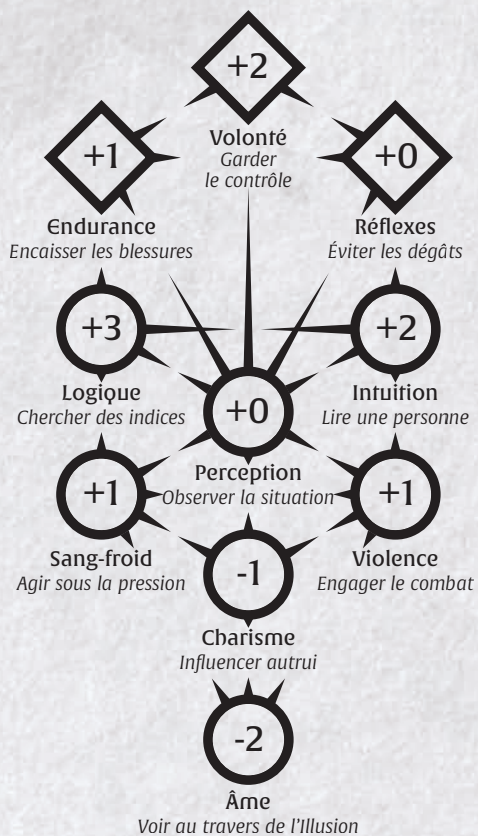 +2
Volonté
Garder
le contrôle
+1
Endurance
Encaisser les blessures
+0
Réflexes
Éviter les dégâts
+3
Logique
Chercher des indices
+2
Intuition
Lire une personne
+0
Perception
Observer la situation
+1
Sang-froid
Agir sous la pression
+1
Violence
Engager le combat
-1
Charisme
Influencer autrui
-2
Âme
Voir au travers de l'Illusion